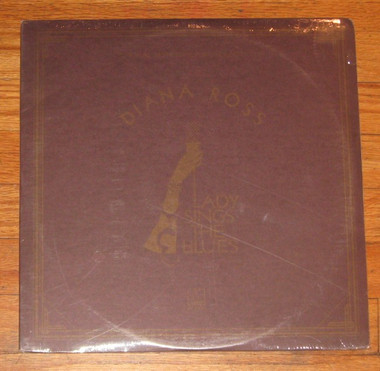 DIANA ROSS
LADY
SINGS
THE
BLUES